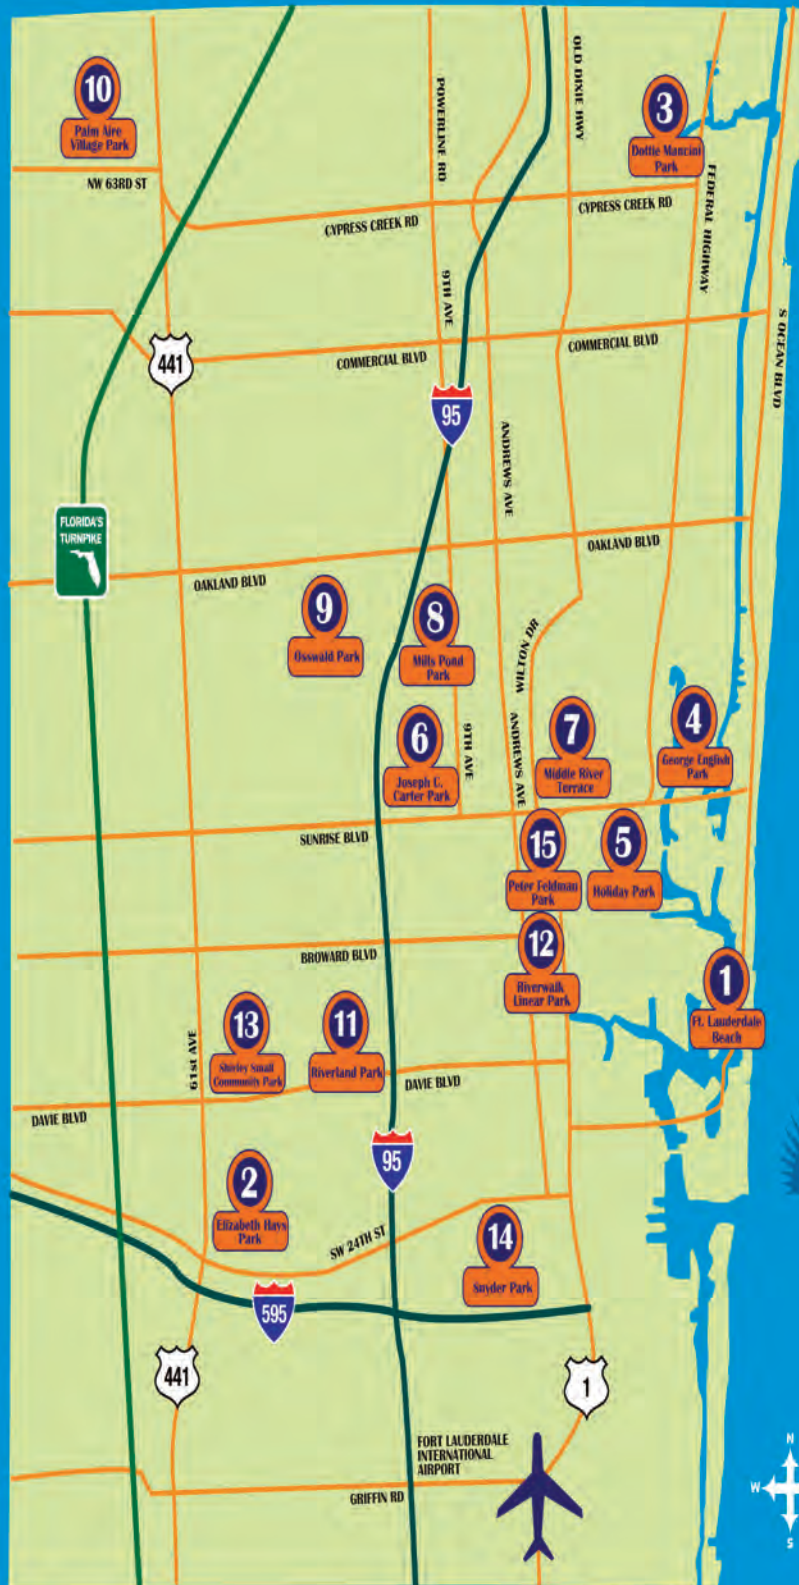 10
Palm Aire
Village Park
NW 63RD ST
POWERLINE RD
OLD DIXIE HWY
3
Dottie Mancini
Park
CYPRESS CREEK RD
CYPRESS CREEK RD
FEDERAL HIGHWAY
9TH AVE
441
COMMERCIAL BLVD
COMMERCIAL BLVD
S OCEAN BLVD
95
ANDREWS AVE
FLORIDA'S
TURNPIKE
OAKLAND BLVD
OAKLAND BLVD
9
Osswald Park
8
Mills Pond
Park
WILTON DR
6
Joseph C.
Carter Park
9TH AVE
ANDREWS AVE
7
Middle River
Terrace
4
George English
Park
SUNRISE BLVD
15
Peter Feldman
Park
5
Holiday Park
BROWARD BLVD
12
Riverwalk
Linear Park
1
Ft. Lauderdale
Beach
61st AVE
13
Shirley Small
Community Park
11
Riverland Park
DAVIE BLVD
DAVIE BLVD
95
2
Elizabeth Hays
Park
SW 24TH ST
14
Snyder Park
595
441
1
FORT LAUDERDALE
INTERNATIONAL
AIRPORT
GRIFFIN RD
N
W
S